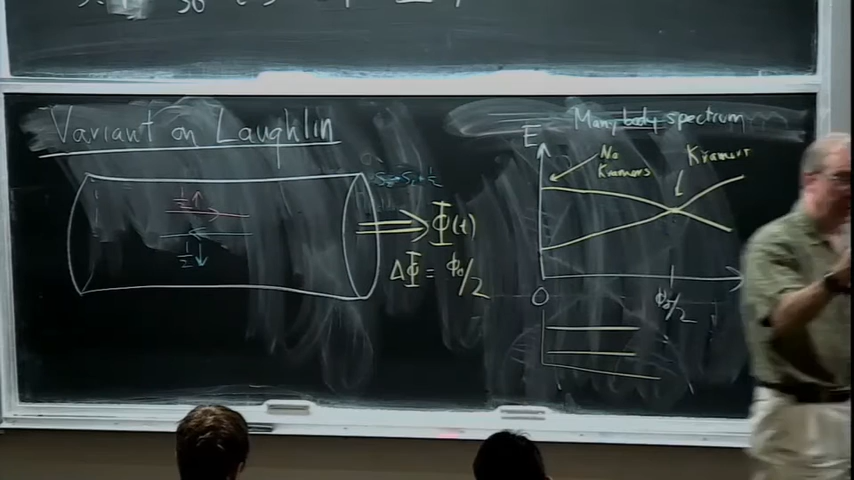 Variant on Laughlin
1/2 ↑
1/2 ↓
Φ(t)
ΔΦ = ϕ₀/2
Many body spectrum
E
No
Kramers
Kramers
0
ϕ₀/2